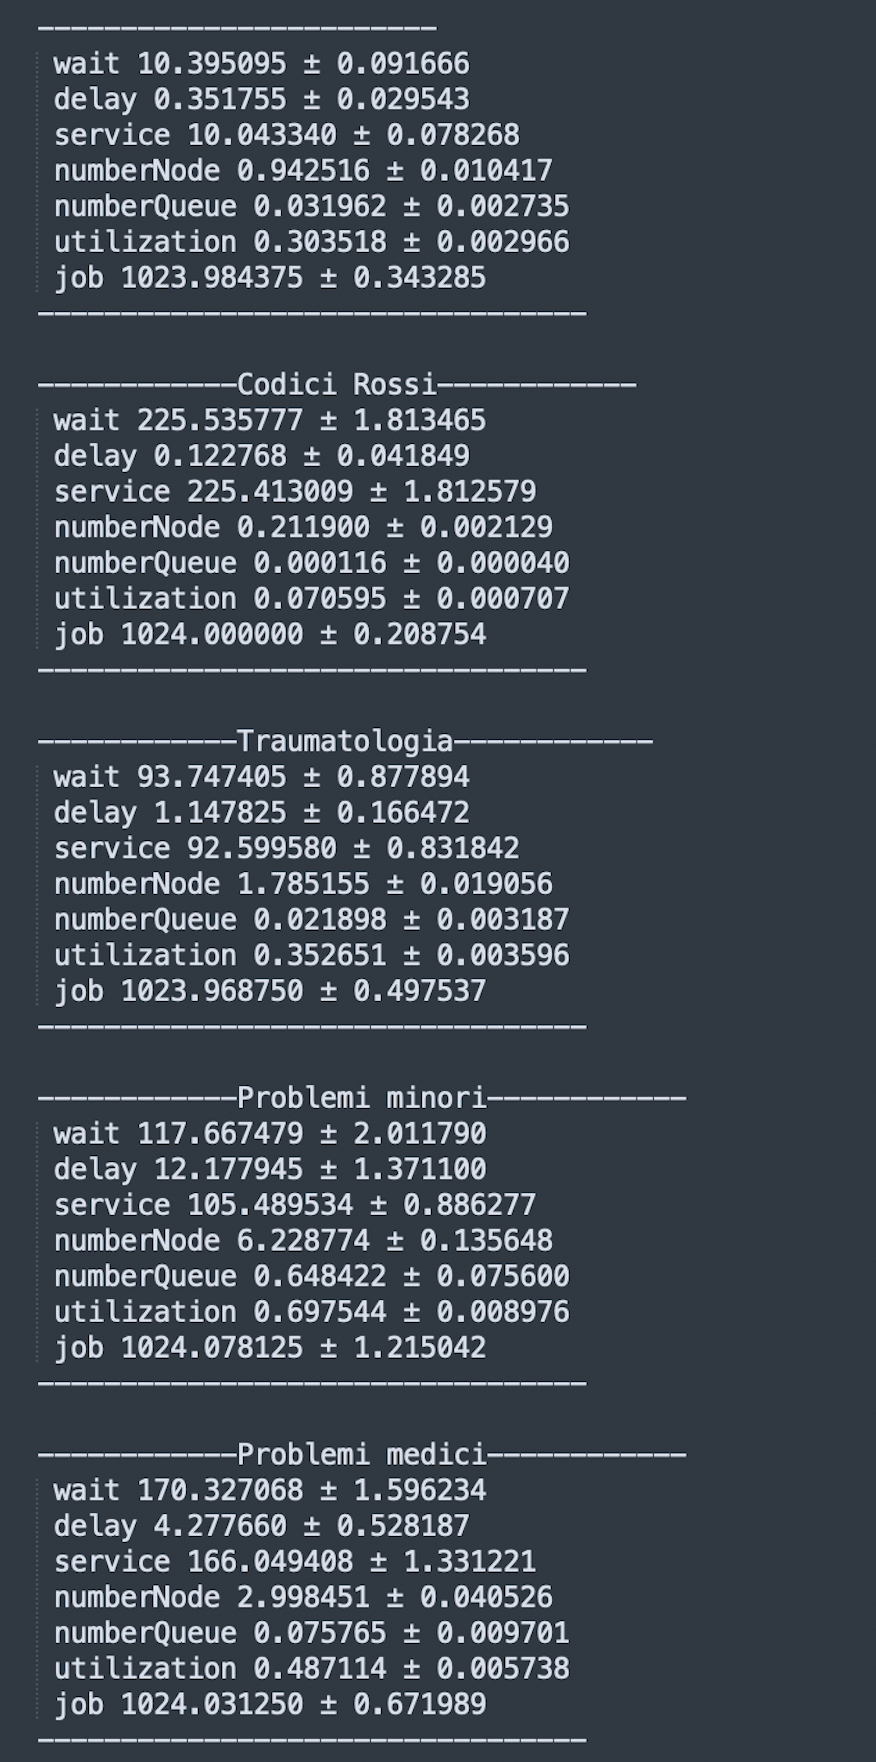 ────────────────────────
wait 10.395095 ± 0.091666
delay 0.351755 ± 0.029543
service 10.043340 ± 0.078268
numberNode 0.942516 ± 0.010417
numberQueue 0.031962 ± 0.002735
utilization 0.303518 ± 0.002966
job 1023.984375 ± 0.343285
─────────────────────────────────
────────────Codici Rossi────────────
wait 225.535777 ± 1.813465
delay 0.122768 ± 0.041849
service 225.413009 ± 1.812579
numberNode 0.211900 ± 0.002129
numberQueue 0.000116 ± 0.000040
utilization 0.070595 ± 0.000707
job 1024.000000 ± 0.208754
─────────────────────────────────
────────────Traumatologia────────────
wait 93.747405 ± 0.877894
delay 1.147825 ± 0.166472
service 92.599580 ± 0.831842
numberNode 1.785155 ± 0.019056
numberQueue 0.021898 ± 0.003187
utilization 0.352651 ± 0.003596
job 1023.968750 ± 0.497537
─────────────────────────────────
────────────Problemi minori────────────
wait 117.667479 ± 2.011790
delay 12.177945 ± 1.371100
service 105.489534 ± 0.886277
numberNode 6.228774 ± 0.135648
numberQueue 0.648422 ± 0.075600
utilization 0.697544 ± 0.008976
job 1024.078125 ± 1.215042
─────────────────────────────────
────────────Problemi medici────────────
wait 170.327068 ± 1.596234
delay 4.277660 ± 0.528187
service 166.049408 ± 1.331221
numberNode 2.998451 ± 0.040526
numberQueue 0.075765 ± 0.009701
utilization 0.487114 ± 0.005738
job 1024.031250 ± 0.671989
─────────────────────────────────